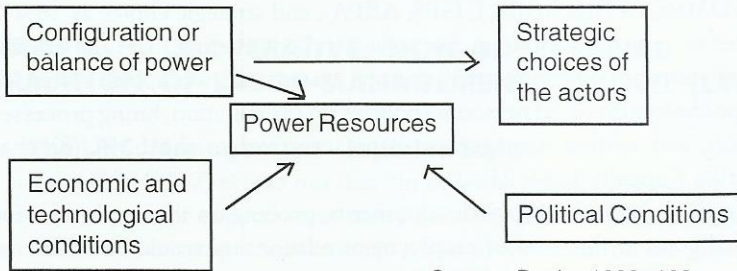 Configuration or
balance of power
Strategic
choices of
the actors
Power Resources
Economic and
technological
conditions
Political Conditions